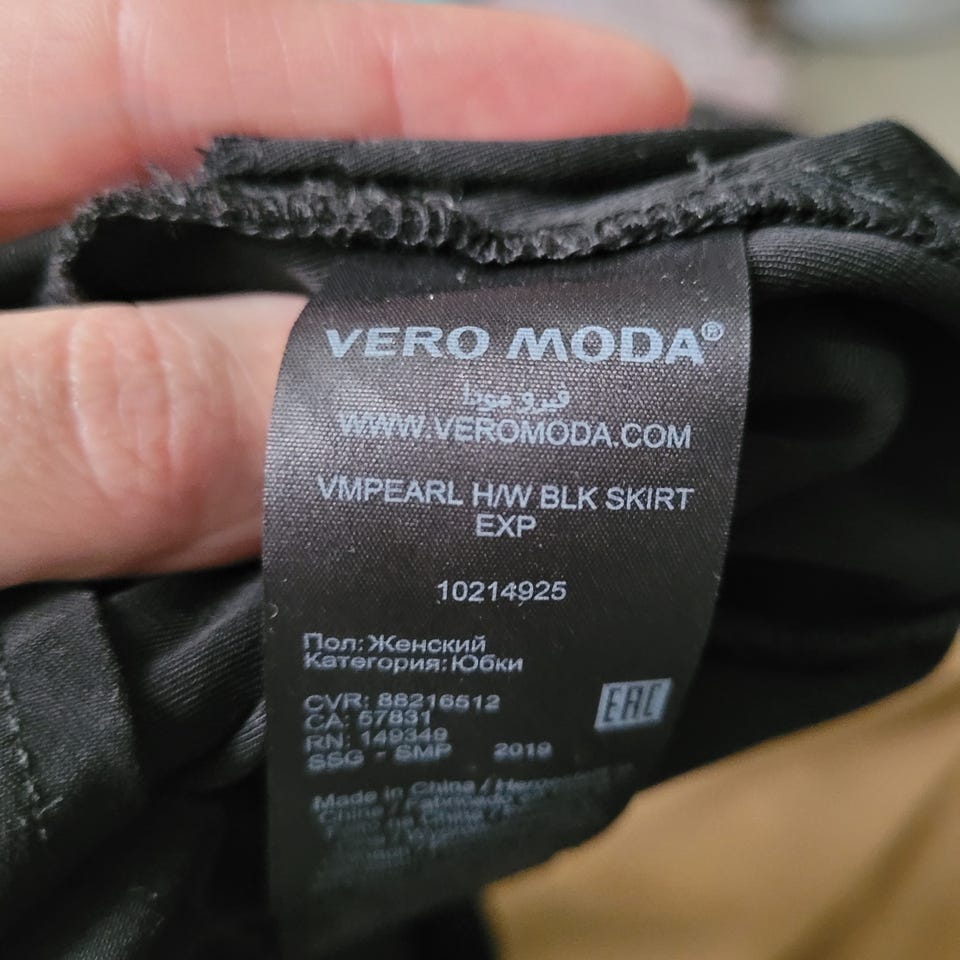 VERO MODA®
فيرو مودا
WWW.VEROMODA.COM
VMPEARL H/W BLK SKIRT
EXP
10214925
Пол: Женский
Категория: Юбки
CVR: 88216512
CA: 57831
RN: 149349
SSG - SMP 2019
EAC
Made in China /
China /